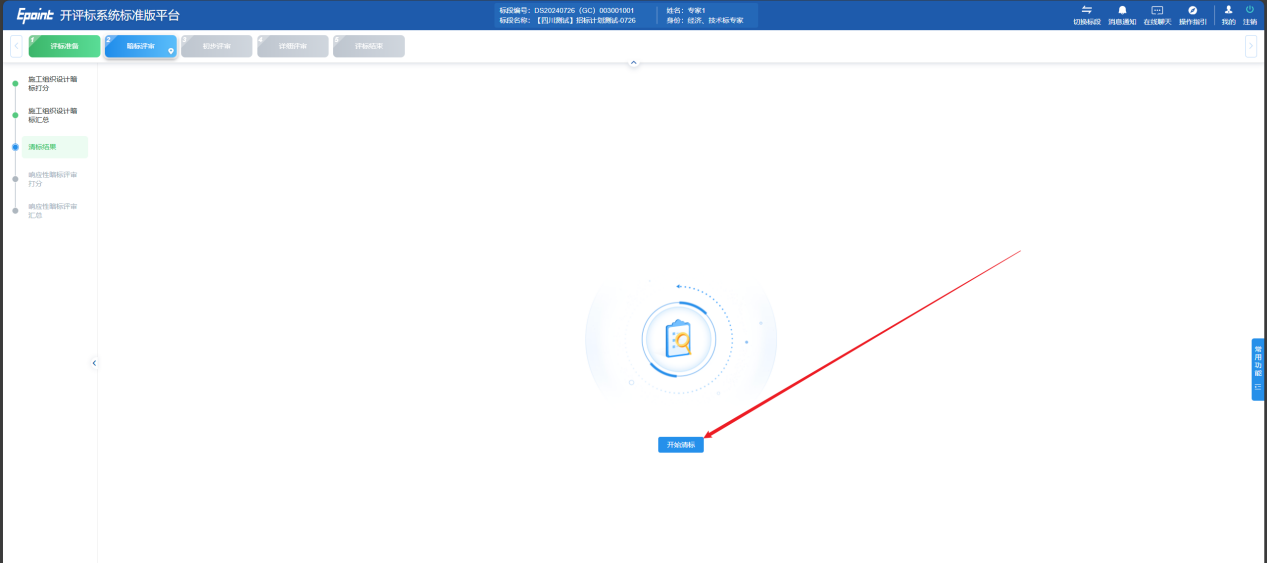 Epoint 开评标系统标准版平台
标段编号：DS20240726（GC）003001001
标段名称：【四川测试】招标计划测试-0726
姓名：专家1
身份：经济、技术标专家
切换标段 消息通知 在线聊天 操作指引 我的 注销
1 评标准备
2 暗标评审
3 初步评审
4 详细评审
5 评标结束
施工组织设计暗
标打分
施工组织设计暗
标汇总
清标结果
响应性暗标评审
打分
响应性暗标评审
汇总
开始清标
常用功能